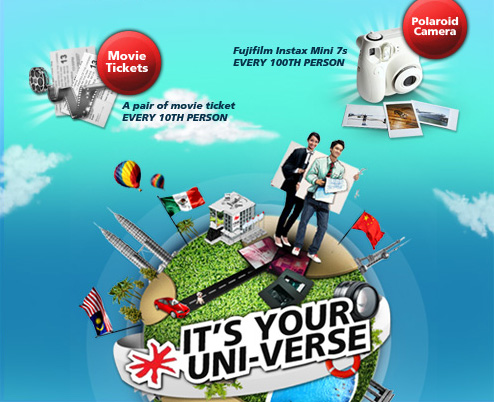 Movie
Tickets
A pair of movie ticket
EVERY 10TH PERSON
Polaroid
Camera
Fujifilm Instax Mini 7s
EVERY 100TH PERSON
IT'S YOUR
UNI-VERSE